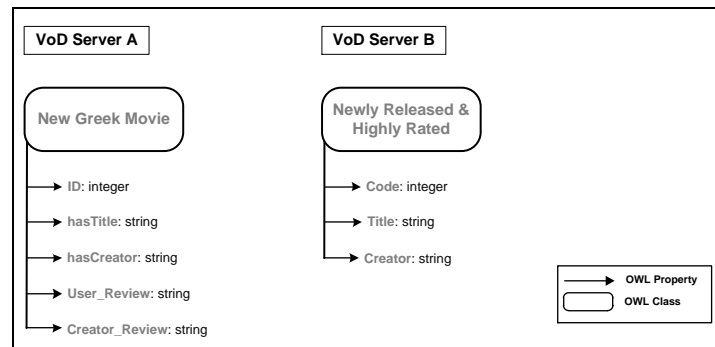 VoD Server A
New Greek Movie
ID: integer
hasTitle: string
hasCreator: string
User_Review: string
Creator_Review: string
VoD Server B
Newly Released &
Highly Rated
Code: integer
Title: string
Creator: string
OWL Property
OWL Class